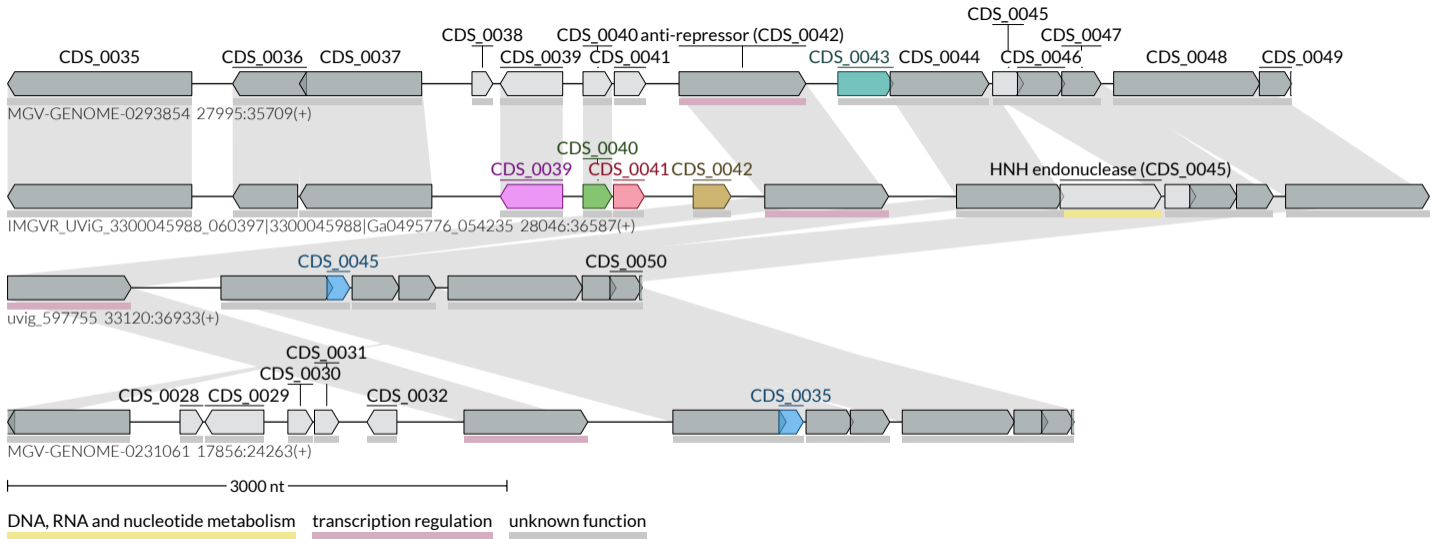 CDS_0045
CDS_0038 CDS_0040 anti-repressor (CDS_0042) CDS_0047
CDS_0035 CDS_0036 CDS_0037 CDS_0039 CDS_0041 CDS_0043 CDS_0044 CDS_0046 CDS_0048 CDS_0049
MGV-GENOME-0293854 27995:35709(+)
CDS_0040
CDS_0039 CDS_0041 CDS_0042 HNH endonuclease (CDS_0045)
IMGVR_UViG_3300045988_060397|3300045988|Ga0495776_054235 28046:36587(+)
CDS_0045 CDS_0050
uvig_597755 33120:36933(+)
CDS_0031
CDS_0030
CDS_0028 CDS_0029 CDS_0032 CDS_0035
MGV-GENOME-0231061 17856:24263(+)
3000 nt
DNA, RNA and nucleotide metabolism transcription regulation unknown function